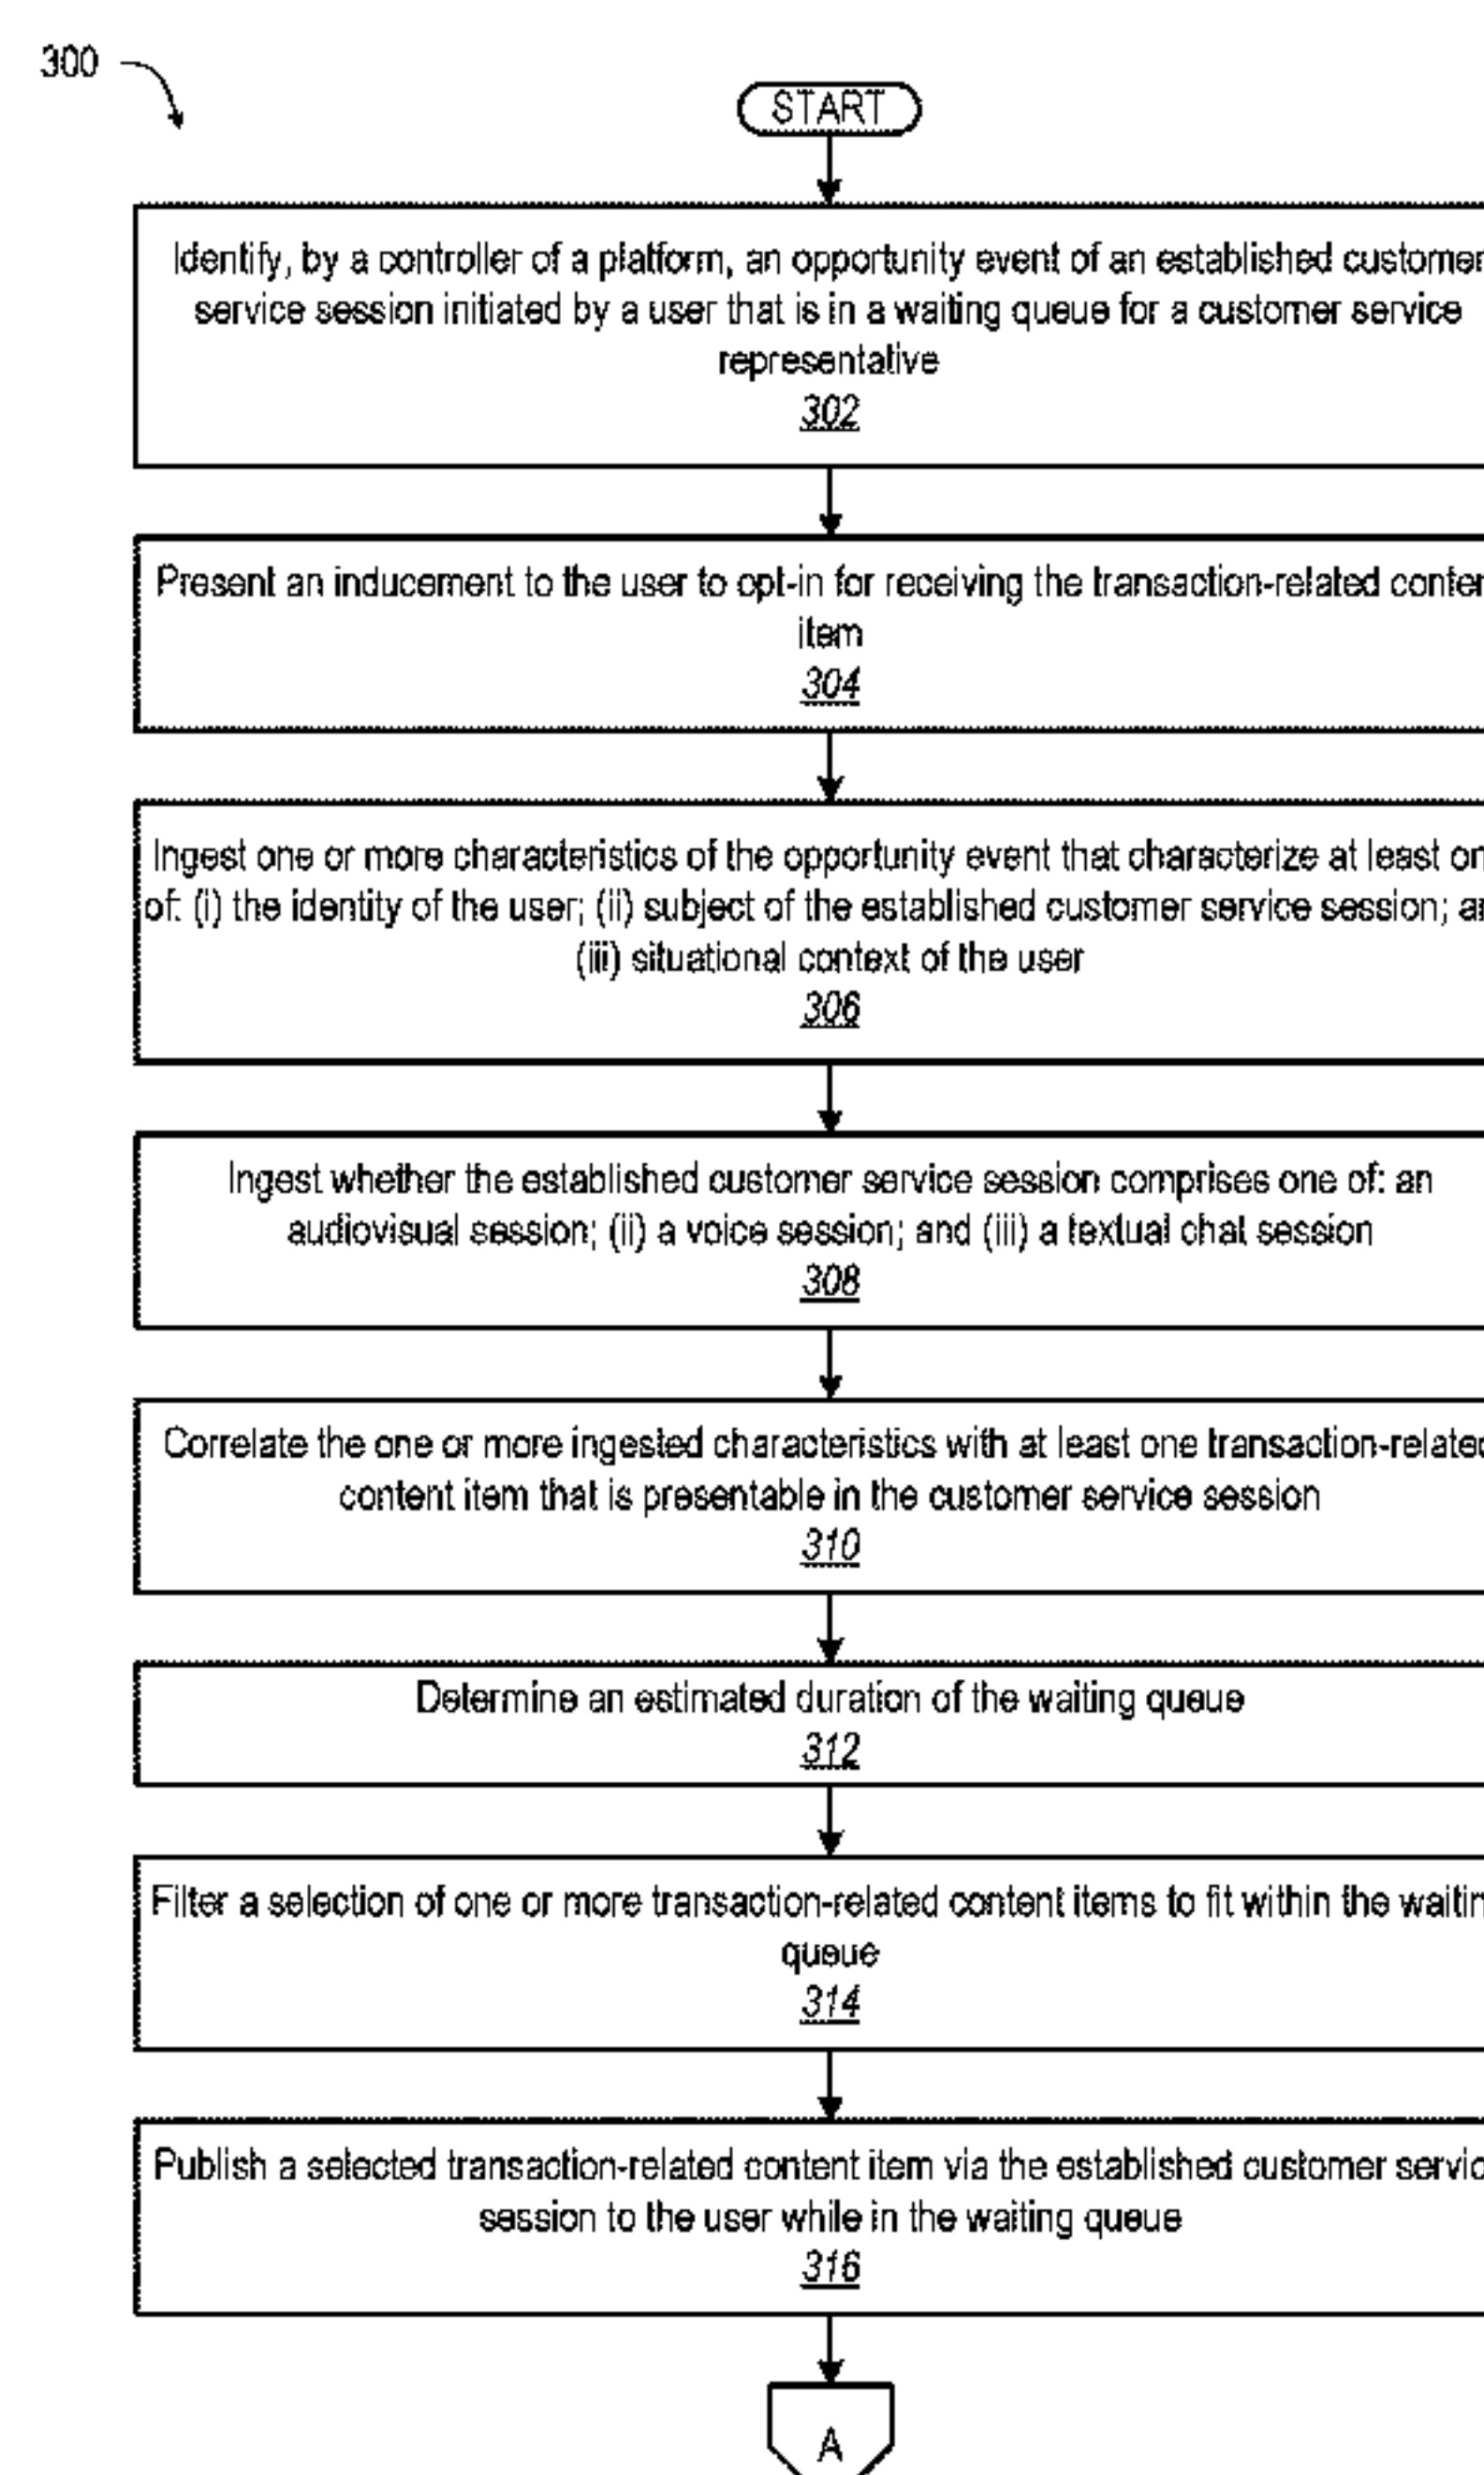 300
START
Identify, by a controller of a platform, an opportunity event of an established customer
service session initiated by a user that is in a waiting queue for a customer service
representative
302
Present an inducement to the user to opt-in for receiving the transaction-related
item
304
Ingest one or more characteristics of the opportunity event that characterize at least
of: (i) the identity of the user; (ii) subject of the established customer service session;
(iii) situational context of the user
306
Ingest whether the established customer service session comprises one of: an
audiovisual session; (ii) a voice session; and (iii) a textual chat session
308
Correlate the one or more ingested characteristics with at least one transaction-related
content item that is presentable in the customer service session
310
Determine an estimated duration of the waiting queue
312
Filter a selection of one or more transaction-related content items to fit within the
queue
314
Publish a selected transaction-related content item via the established customer
session to the user while in the waiting queue
316
A